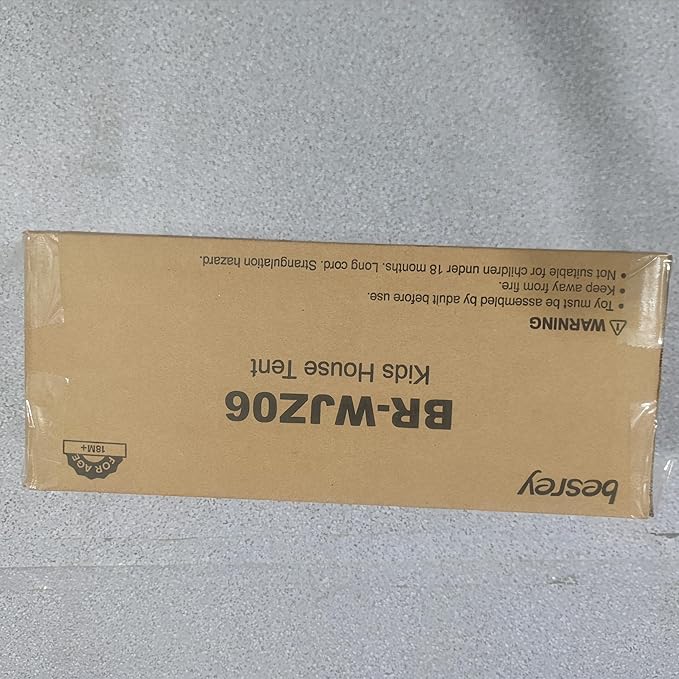 besrey
FOR AGE
18M+
BR-WJZ06
Kids House Tent
⚠ WARNING
• Toy must be assembled by adult before use.
• Keep away from fire.
• Not suitable for children under 18 months. Long cord. Strangulation hazard.